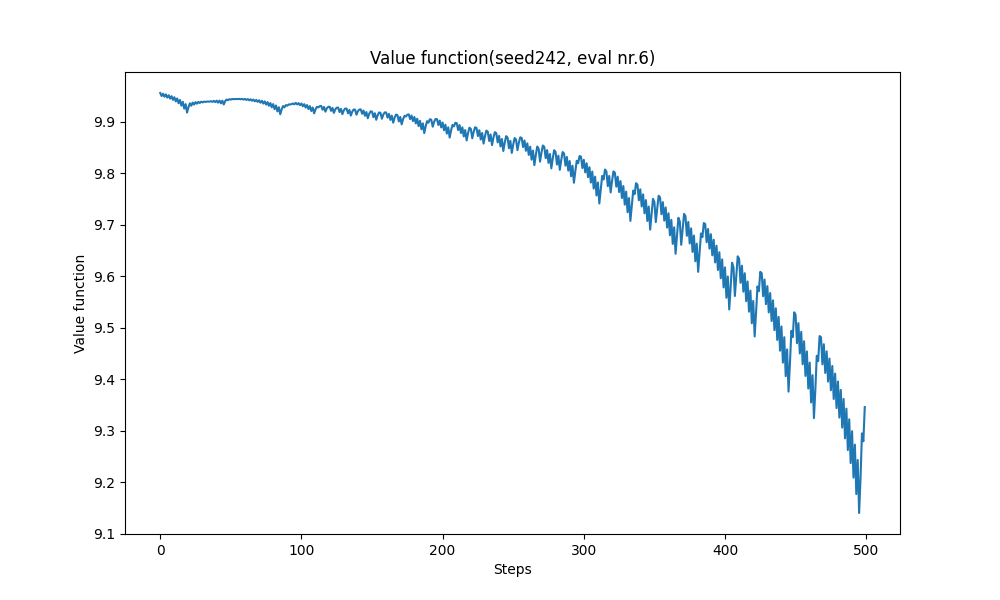 Value function(seed242, eval nr.6)
Value function
9.9
9.8
9.7
9.6
9.5
9.4
9.3
9.2
9.1
0 100 200 300 400 500
Steps